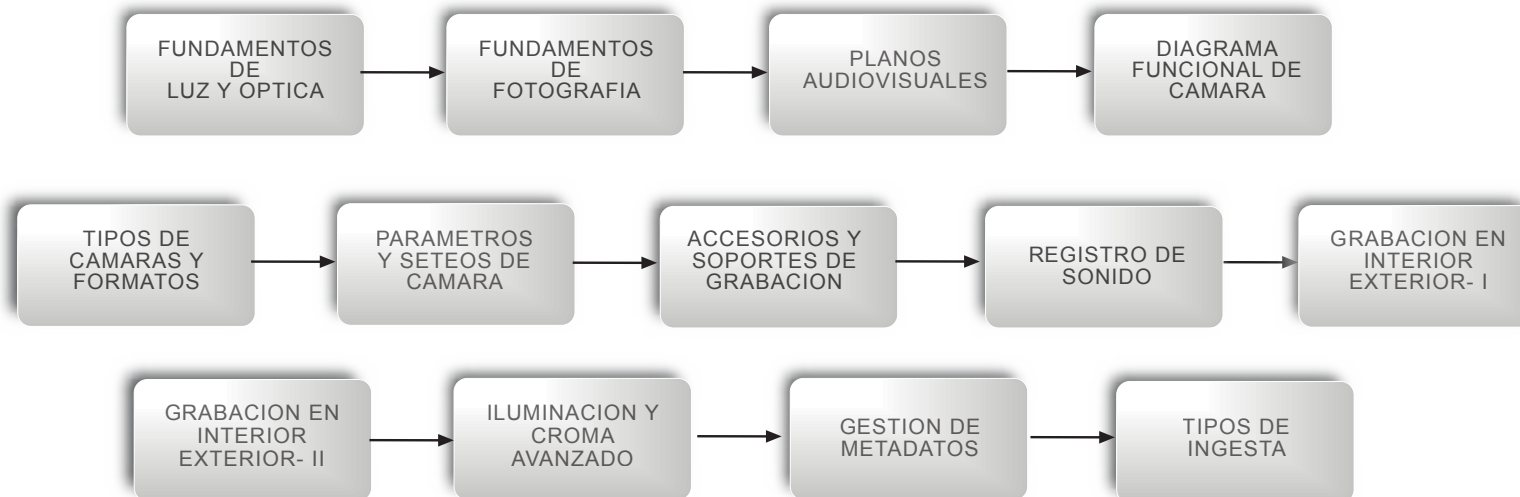 FUNDAMENTOS
DE
LUZ Y OPTICA
FUNDAMENTOS
DE
FOTOGRAFIA
PLANOS
AUDIOVISUALES
DIAGRAMA
FUNCIONAL DE
CAMARA
TIPOS DE
CAMARAS Y
FORMATOS
PARAMETROS
Y SETEOS DE
CAMARA
ACCESORIOS Y
SOPORTES DE
GRABACION
REGISTRO DE
SONIDO
GRABACION EN
INTERIOR
EXTERIOR- I
GRABACION EN
INTERIOR
EXTERIOR- II
ILUMINACION Y
CROMA
AVANZADO
GESTION DE
METADATOS
TIPOS DE
INGESTA